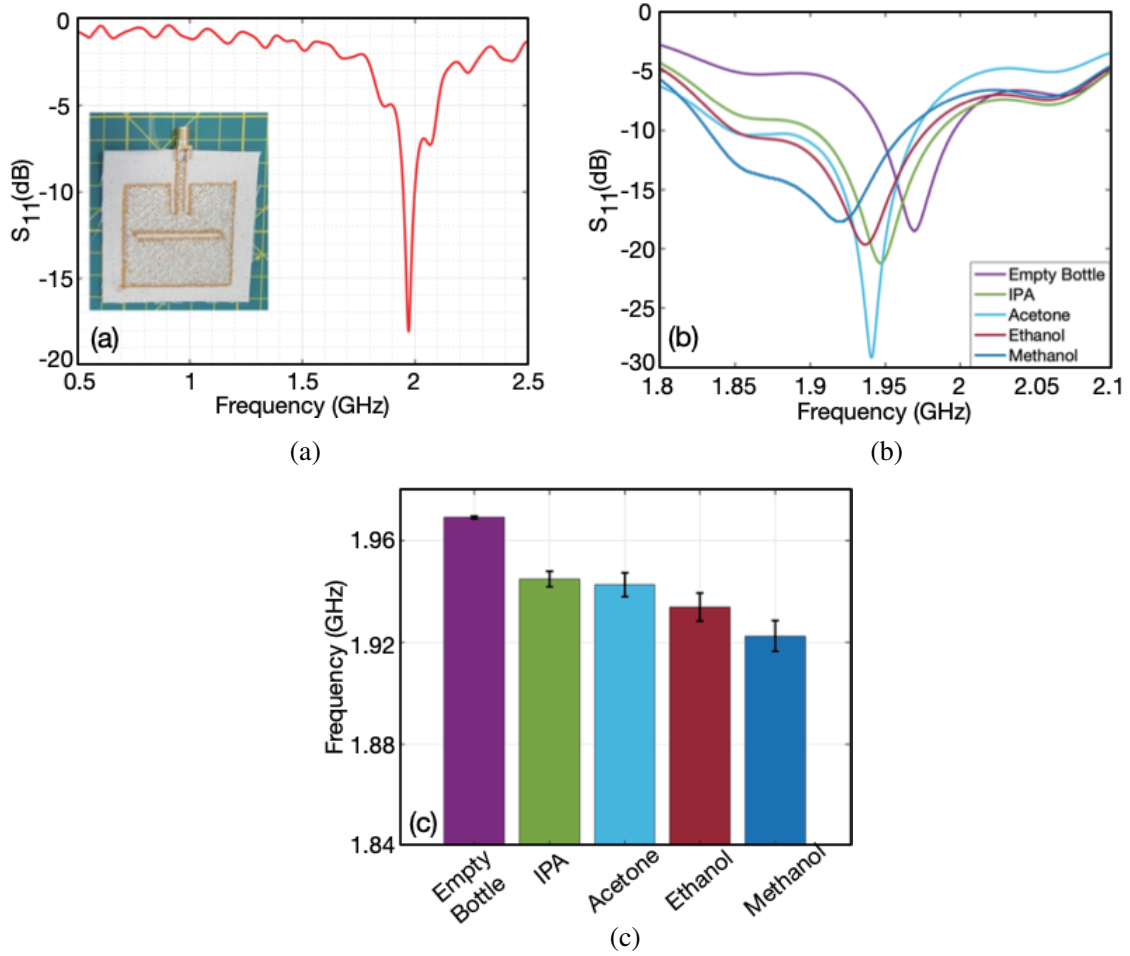 0
-5
-10
-15
-20
S11(dB)
(a)
0.5 1 1.5 2 2.5
Frequency (GHz)
(a)
0
-5
-10
-15
-20
-25
-30
S11(dB)
Empty Bottle
IPA
Acetone
Ethanol
Methanol
(b)
1.8 1.85 1.9 1.95 2 2.05 2.1
Frequency (GHz)
(b)
1.96
1.92
1.88
1.84
Frequency (GHz)
(c)
Empty
Bottle
IPA
Acetone
Ethanol
Methanol
(c)